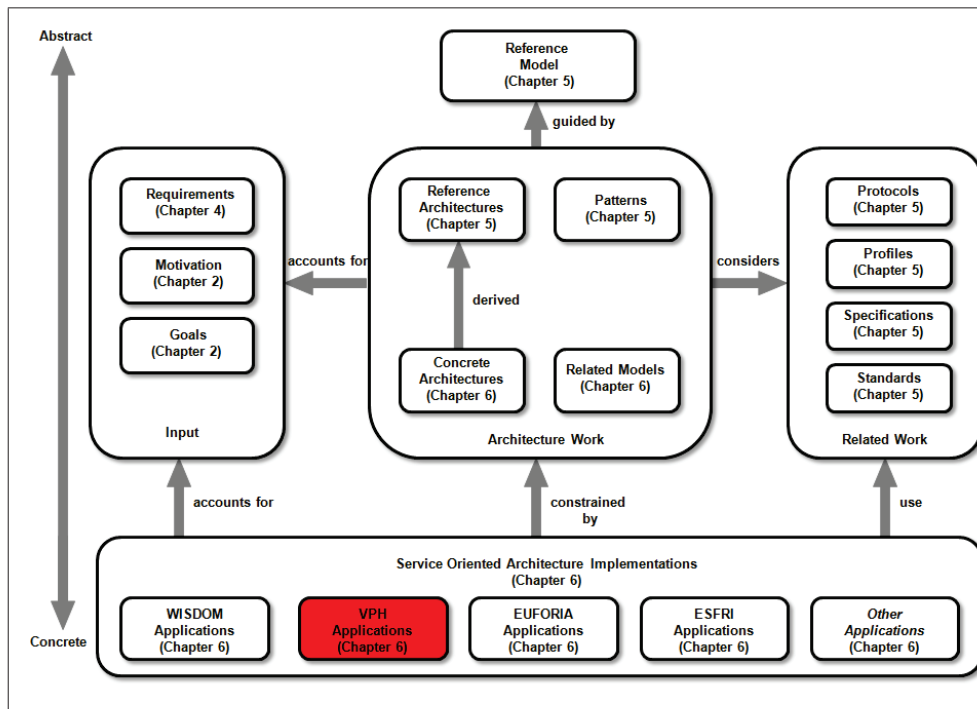 Abstract
Reference
Model
(Chapter 5)
guided by
Requirements
(Chapter 4)
Motivation
(Chapter 2)
Goals
(Chapter 2)
Input
accounts for
Reference
Architectures
(Chapter 5)
Patterns
(Chapter 5)
derived
Concrete
Architectures
(Chapter 6)
Related Models
(Chapter 6)
Architecture Work
considers
Protocols
(Chapter 5)
Profiles
(Chapter 5)
Specifications
(Chapter 5)
Standards
(Chapter 5)
Related Work
accounts for
constrained
by
use
Service Oriented Architecture Implementations
(Chapter 6)
WISDOM
Applications
(Chapter 6)
VPH
Applications
(Chapter 6)
EUFORIA
Applications
(Chapter 6)
ESFRI
Applications
(Chapter 6)
Other
Applications
(Chapter 6)
Concrete